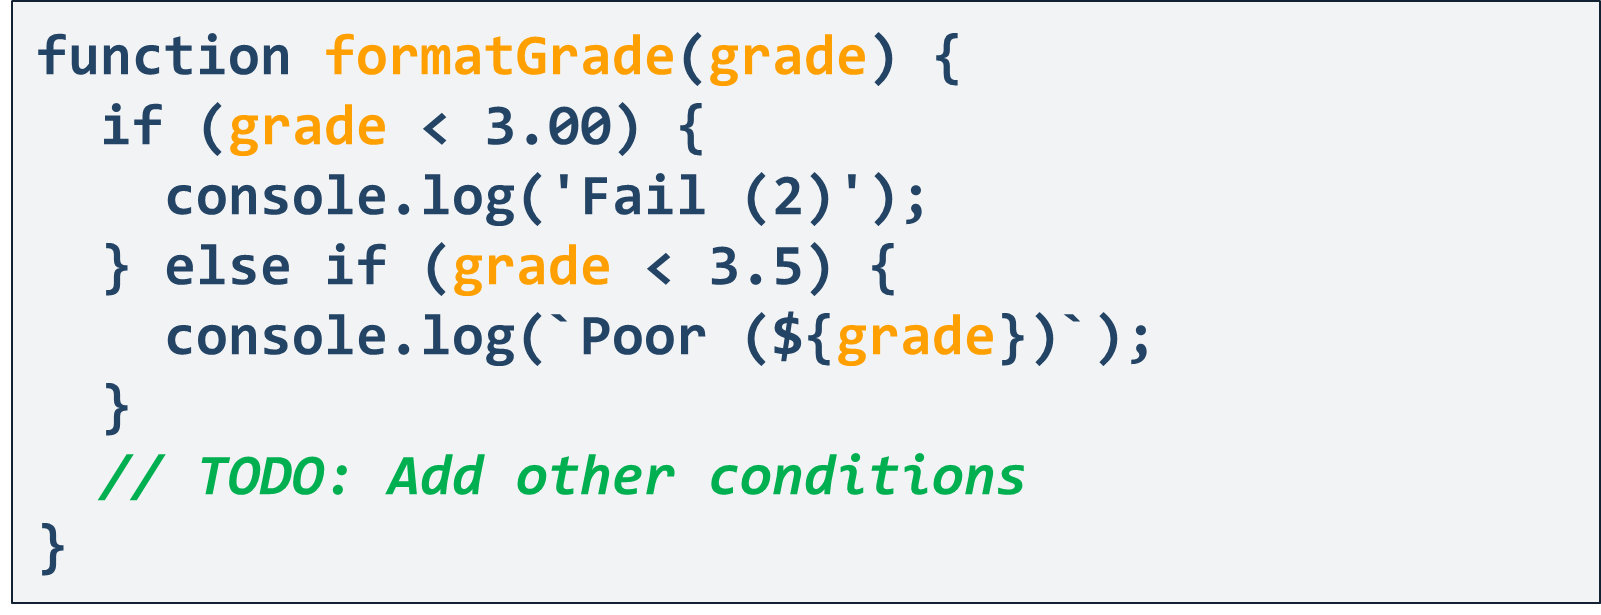 function formatGrade(grade) {
  if (grade < 3.00) {
    console.log('Fail (2)');
  } else if (grade < 3.5) {
    console.log(`Poor (${grade})`);
  }
  // TODO: Add other conditions
}